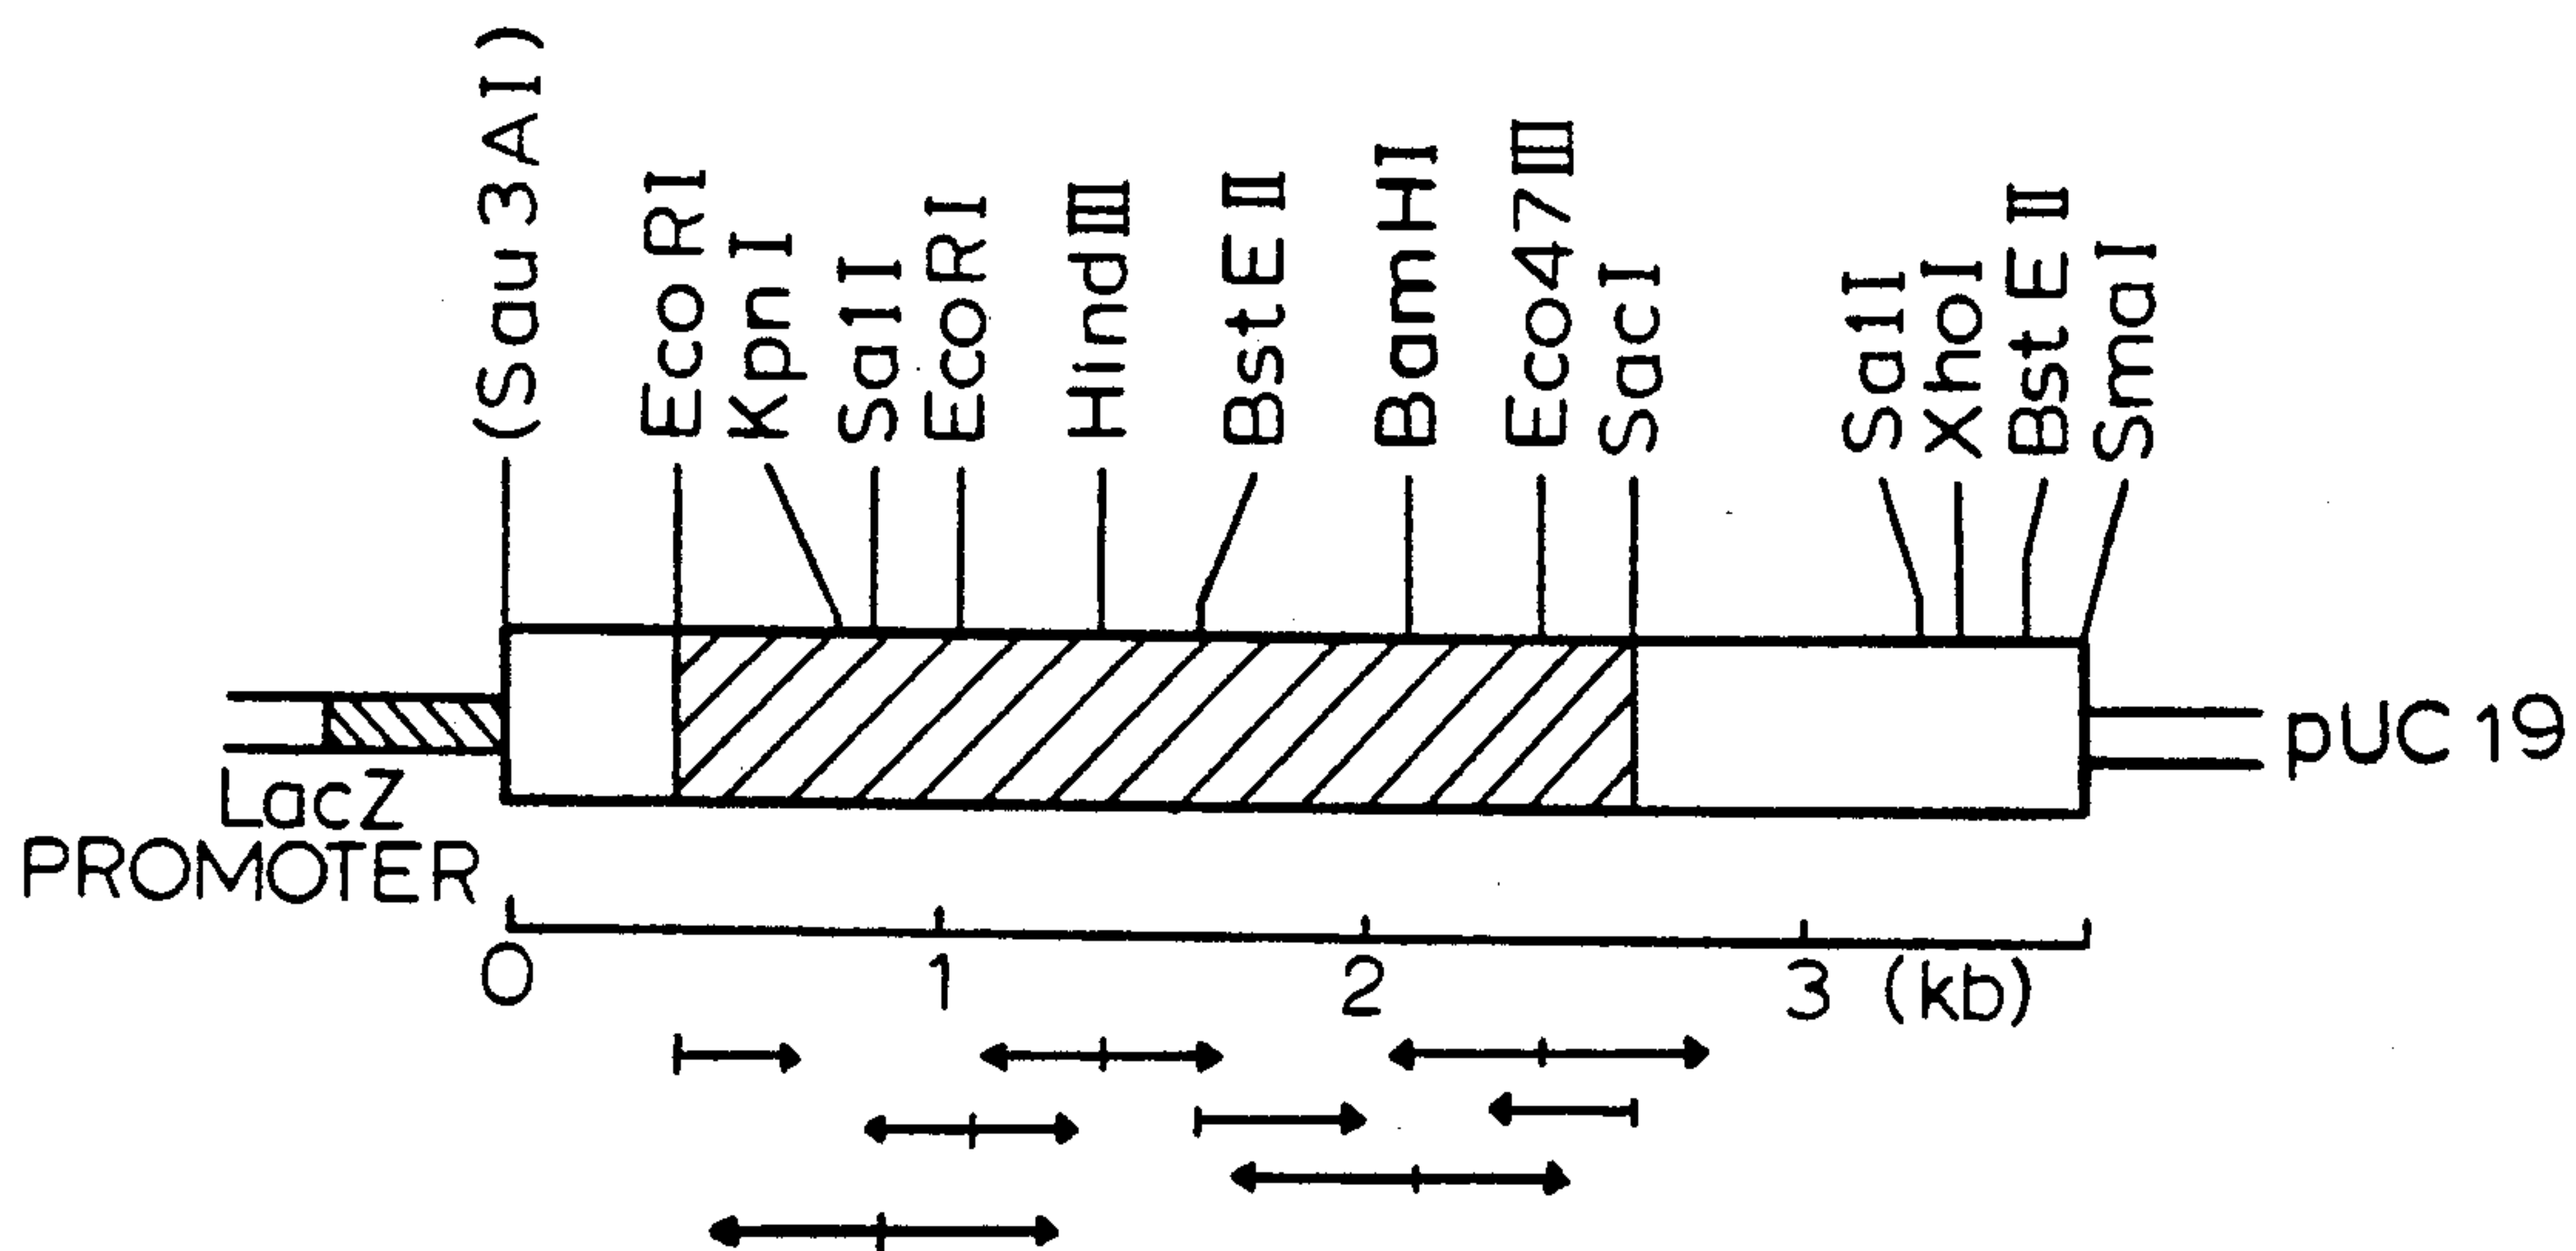 (Sau3AI)
EcoRI
KpnI
SalI
EcoRI
HindIII
BstEII
BamHI
Eco47III
SacI
SalI
XhoI
BstEII
SmaI
LacZ
PROMOTER
pUC19
0 1 2 3 (kb)